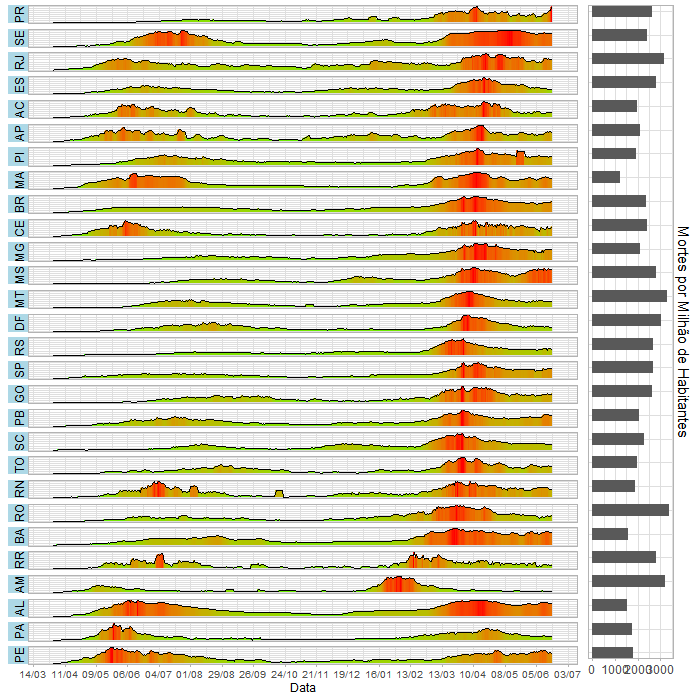 PR
SE
RJ
ES
AC
AP
PI
MA
BR
CE
MG
MS
MT
DF
RS
SP
GO
PB
SC
TO
RN
RO
BA
RR
AM
AL
PA
PE
14/03 11/04 09/05 06/06 04/07 01/08 29/08 26/09 24/10 21/11 19/12 16/01 13/02 13/03 10/04 08/05 05/06 03/07
Data
0 1000 2000 3000
Mortes por Milhão de Habitantes